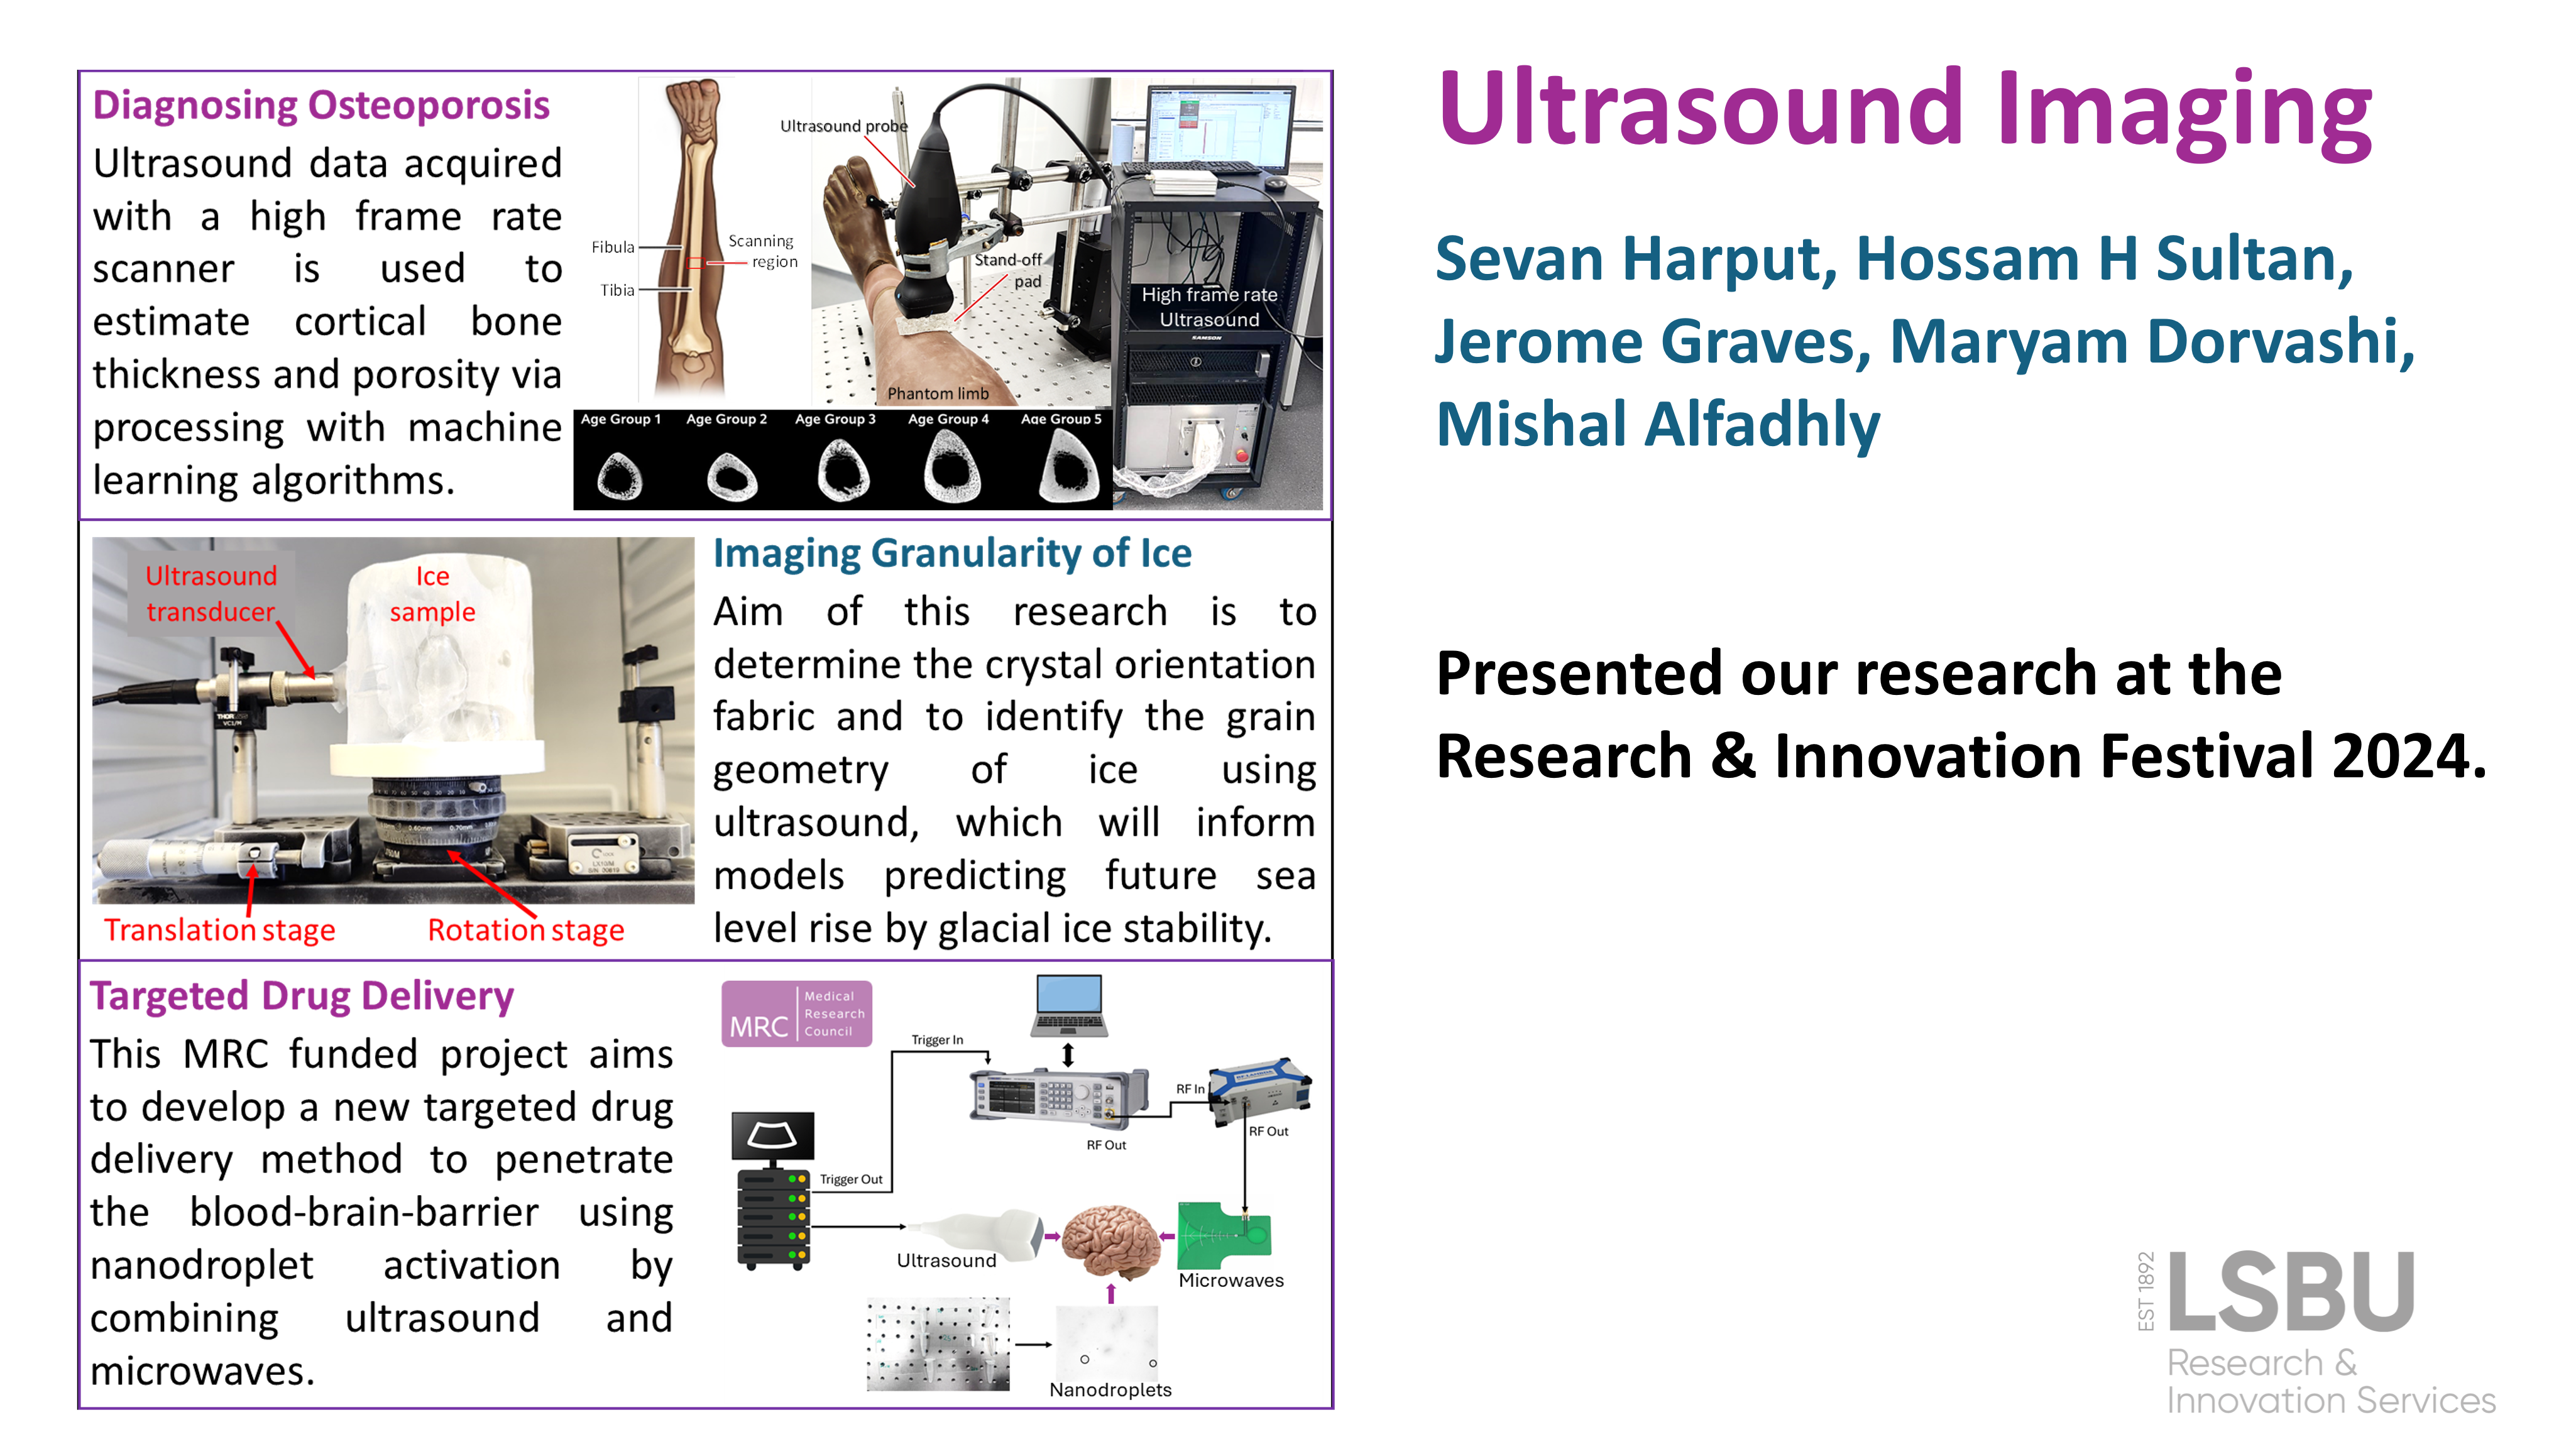 Ultrasound Imaging
Sevan Harput, Hossam H Sultan,
Jerome Graves, Maryam Dorvashi,
Mishal Alfadhly
Presented our research at the
Research & Innovation Festival 2024.
Diagnosing Osteoporosis
Ultrasound data acquired
with a high frame rate
scanner is used to
estimate cortical bone
thickness and porosity via
processing with machine
learning algorithms.
Fibula
Tibia
Scanning
region
Ultrasound probe
Stand-off
pad
Phantom limb
High frame rate
Ultrasound
SAMSON
Age Group 1
Age Group 2
Age Group 3
Age Group 4
Age Group 5
Ultrasound
transducer
Ice
sample
Translation stage
Rotation stage
Imaging Granularity of Ice
Aim of this research is to
determine the crystal orientation
fabric and to identify the grain
geometry of ice using
ultrasound, which will inform
models predicting future sea
level rise by glacial ice stability.
Targeted Drug Delivery
This MRC funded project aims
to develop a new targeted drug
delivery method to penetrate
the blood-brain-barrier using
nanodroplet activation by
combining ultrasound and
microwaves.
MRC
Medical
Research
Council
Trigger In
RF In
RF Out
RF Out
Trigger Out
Ultrasound
Microwaves
Nanodroplets
EST 1892
LSBU
Research &
Innovation Services